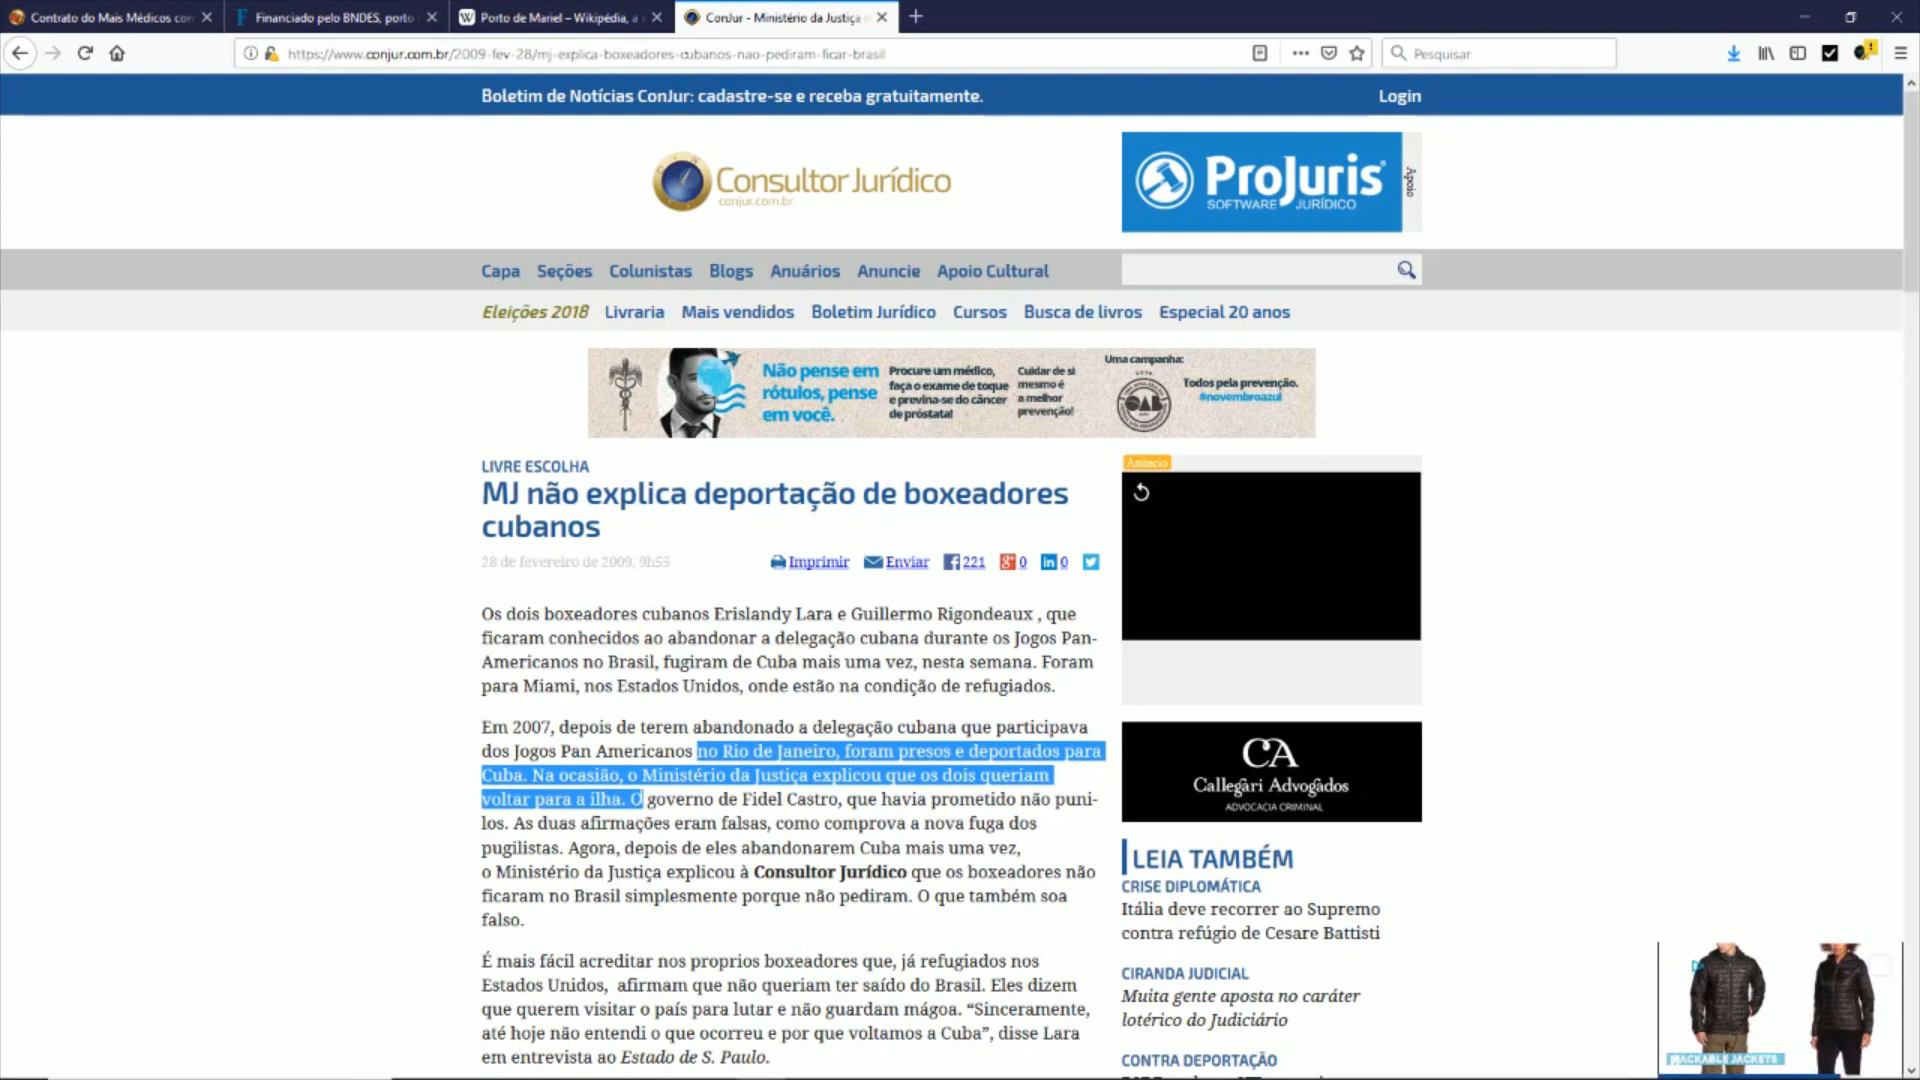 Contrato do Mais Médicos con
Financiado pelo BNDES, porto
Porto de Mariel – Wikipédia, a e
ConJur - Ministério da Justiça n
https://www.conjur.com.br/2009-fev-28/mj-explica-boxeadores-cubanos-nao-pediram-ficar-brasil
Pesquisar
Boletim de Notícias ConJur: cadastre-se e receba gratuitamente.
Login
Consultor Jurídico
conjur.com.br
ProJuris
SOFTWARE JURÍDICO
Apoio
Capa Seções Colunistas Blogs Anuários Anuncie Apoio Cultural
Eleições 2018 Livraria Mais vendidos Boletim Jurídico Cursos Busca de livros Especial 20 anos
Não pense em
rótulos, pense
em você.
Procure um médico,
faça o exame de toque
e previna-se do câncer
de próstata!
Cuidar de si
mesmo é
a melhor
prevenção!
Uma campanha:
OAB
Todos pela prevenção.
#novembroazul
LIVRE ESCOLHA
MJ não explica deportação de boxeadores
cubanos
28 de fevereiro de 2009, 9h55
Imprimir Enviar 221 0 0
Os dois boxeadores cubanos Erislandy Lara e Guillermo Rigondeaux , que
ficaram conhecidos ao abandonar a delegação cubana durante os Jogos Pan-
Americanos no Brasil, fugiram de Cuba mais uma vez, nesta semana. Foram
para Miami, nos Estados Unidos, onde estão na condição de refugiados.
Em 2007, depois de terem abandonado a delegação cubana que participava
dos Jogos Pan Americanos no Rio de Janeiro, foram presos e deportados para
Cuba. Na ocasião, o Ministério da Justiça explicou que os dois queriam
voltar para a ilha. O governo de Fidel Castro, que havia prometido não puni-
los. As duas afirmações eram falsas, como comprova a nova fuga dos
pugilistas. Agora, depois de eles abandonarem Cuba mais uma vez,
o Ministério da Justiça explicou à Consultor Jurídico que os boxeadores não
ficaram no Brasil simplesmente porque não pediram. O que também soa
falso.
É mais fácil acreditar nos proprios boxeadores que, já refugiados nos
Estados Unidos, afirmam que não queriam ter saído do Brasil. Eles dizem
que querem visitar o país para lutar e não guardam mágoa. “Sinceramente,
até hoje não entendi o que ocorreu e por que voltamos a Cuba”, disse Lara
em entrevista ao Estado de S. Paulo.
Anúncio
CA
Callegari Advogados
ADVOCACIA CRIMINAL
LEIA TAMBÉM
CRISE DIPLOMÁTICA
Itália deve recorrer ao Supremo
contra refúgio de Cesare Battisti
CIRANDA JUDICIAL
Muita gente aposta no caráter
lotérico do Judiciário
CONTRA DEPORTAÇÃO
PACKABLE JACKETS